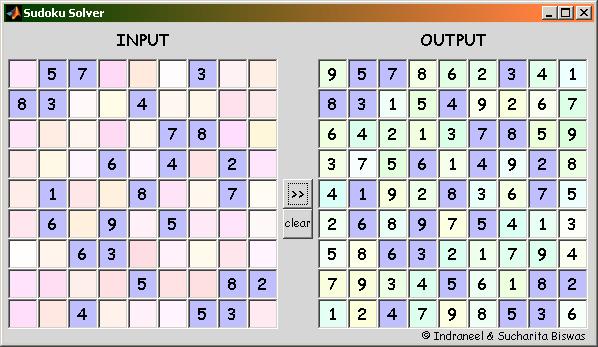 Sudoku Solver
INPUT
5 7 3
8 3 4
7 8
6 4 2
1 8 7
6 9 5
6 3
5 8 2
4 5 3
>>
clear
OUTPUT
9 5 7 8 6 2 3 4 1
8 3 1 5 4 9 2 6 7
6 4 2 1 3 7 8 5 9
3 7 5 6 1 4 9 2 8
4 1 9 2 8 3 6 7 5
2 6 8 9 7 5 4 1 3
5 8 6 3 2 1 7 9 4
7 9 3 4 5 6 1 8 2
1 2 4 7 9 8 5 3 6
© Indraneel & Sucharita Biswas